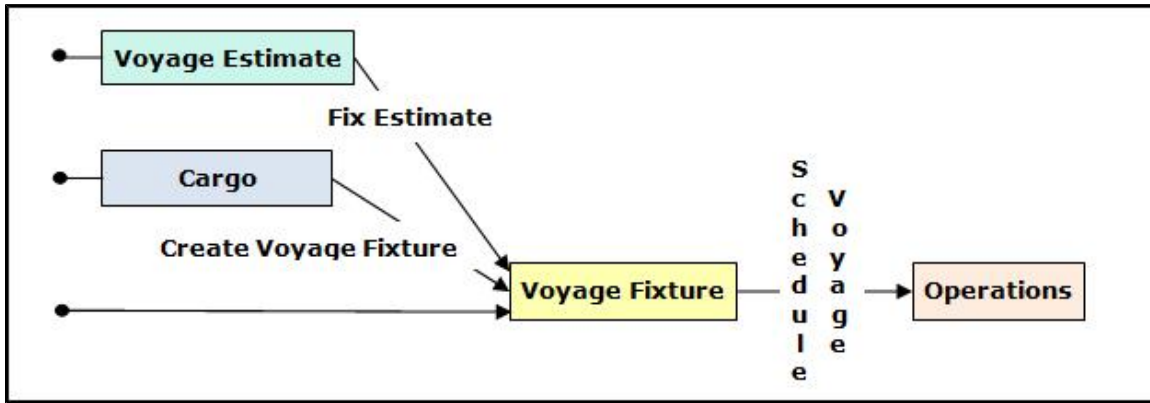 Voyage Estimate
Fix Estimate
Cargo
Create Voyage Fixture
Voyage Fixture
Schedule
Voyage
Operations